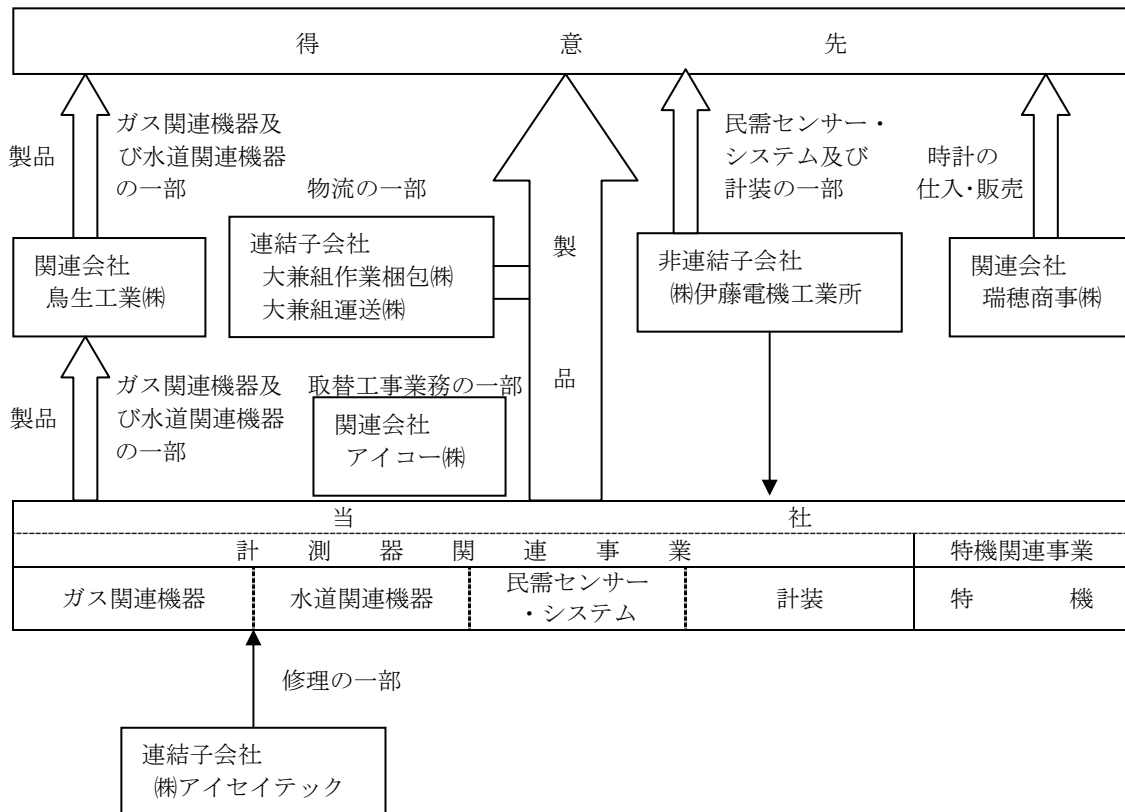 得意先
ガス関連機器及
び水道関連機器
の一部
製品
民需センサー・
システム及び
計装の一部
時計の
仕入・販売
物流の一部
関連会社
鳥生工業㈱
連結子会社
大兼組作業梱包㈱
大兼組運送㈱
製
品
非連結子会社
㈱伊藤電機工業所
関連会社
瑞穂商事㈱
ガス関連機器及
び水道関連機器
の一部
製品
取替工事業務の一部
関連会社
アイコー㈱
当社
計測器関連事業
特機関連事業
ガス関連機器
水道関連機器
民需センサー
・システム
計装
特機
修理の一部
連結子会社
㈱アイセイテック